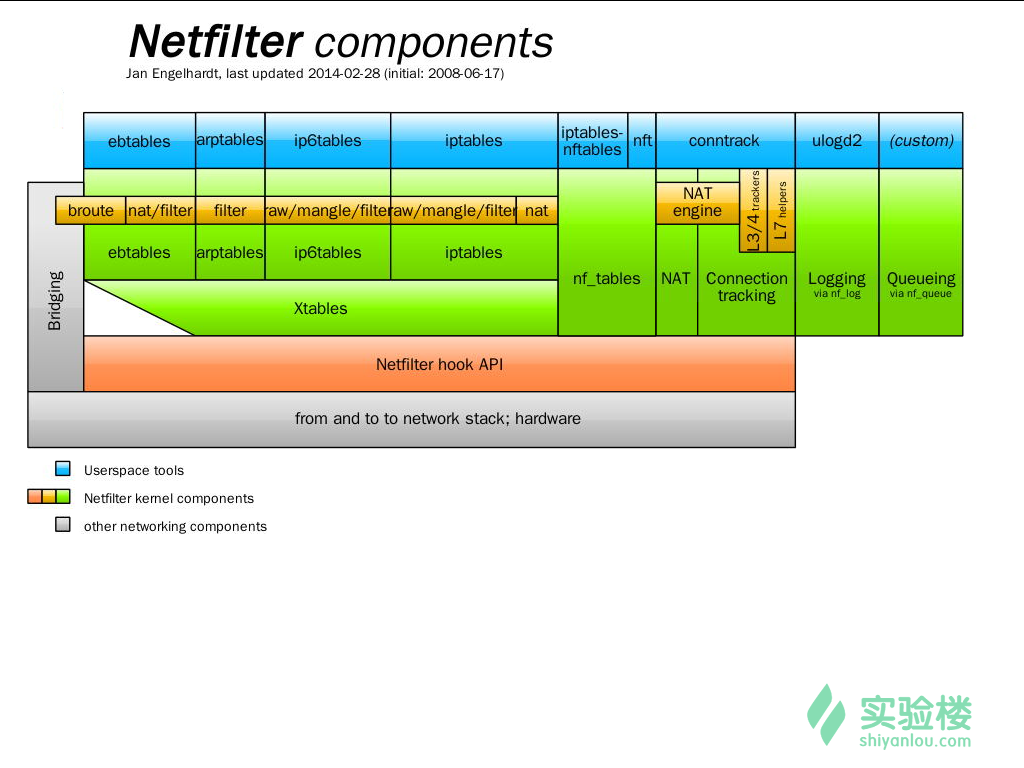 Netfilter components
Jan Engelhardt, last updated 2014-02-28 (initial: 2008-06-17)
ebtables
arptables
ip6tables
iptables
iptables-
nftables
nft
conntrack
ulogd2
(custom)
broute
nat/filter
filter
raw/mangle/filter
raw/mangle/filter
nat
NAT
engine
L3/4 trackers
L7 helpers
ebtables
arptables
ip6tables
iptables
nf_tables
NAT
Connection
tracking
Logging
via nf_log
Queueing
via nf_queue
Bridging
Xtables
Netfilter hook API
from and to to network stack; hardware
Userspace tools
Netfilter kernel components
other networking components
实验楼
shiyanlou.com